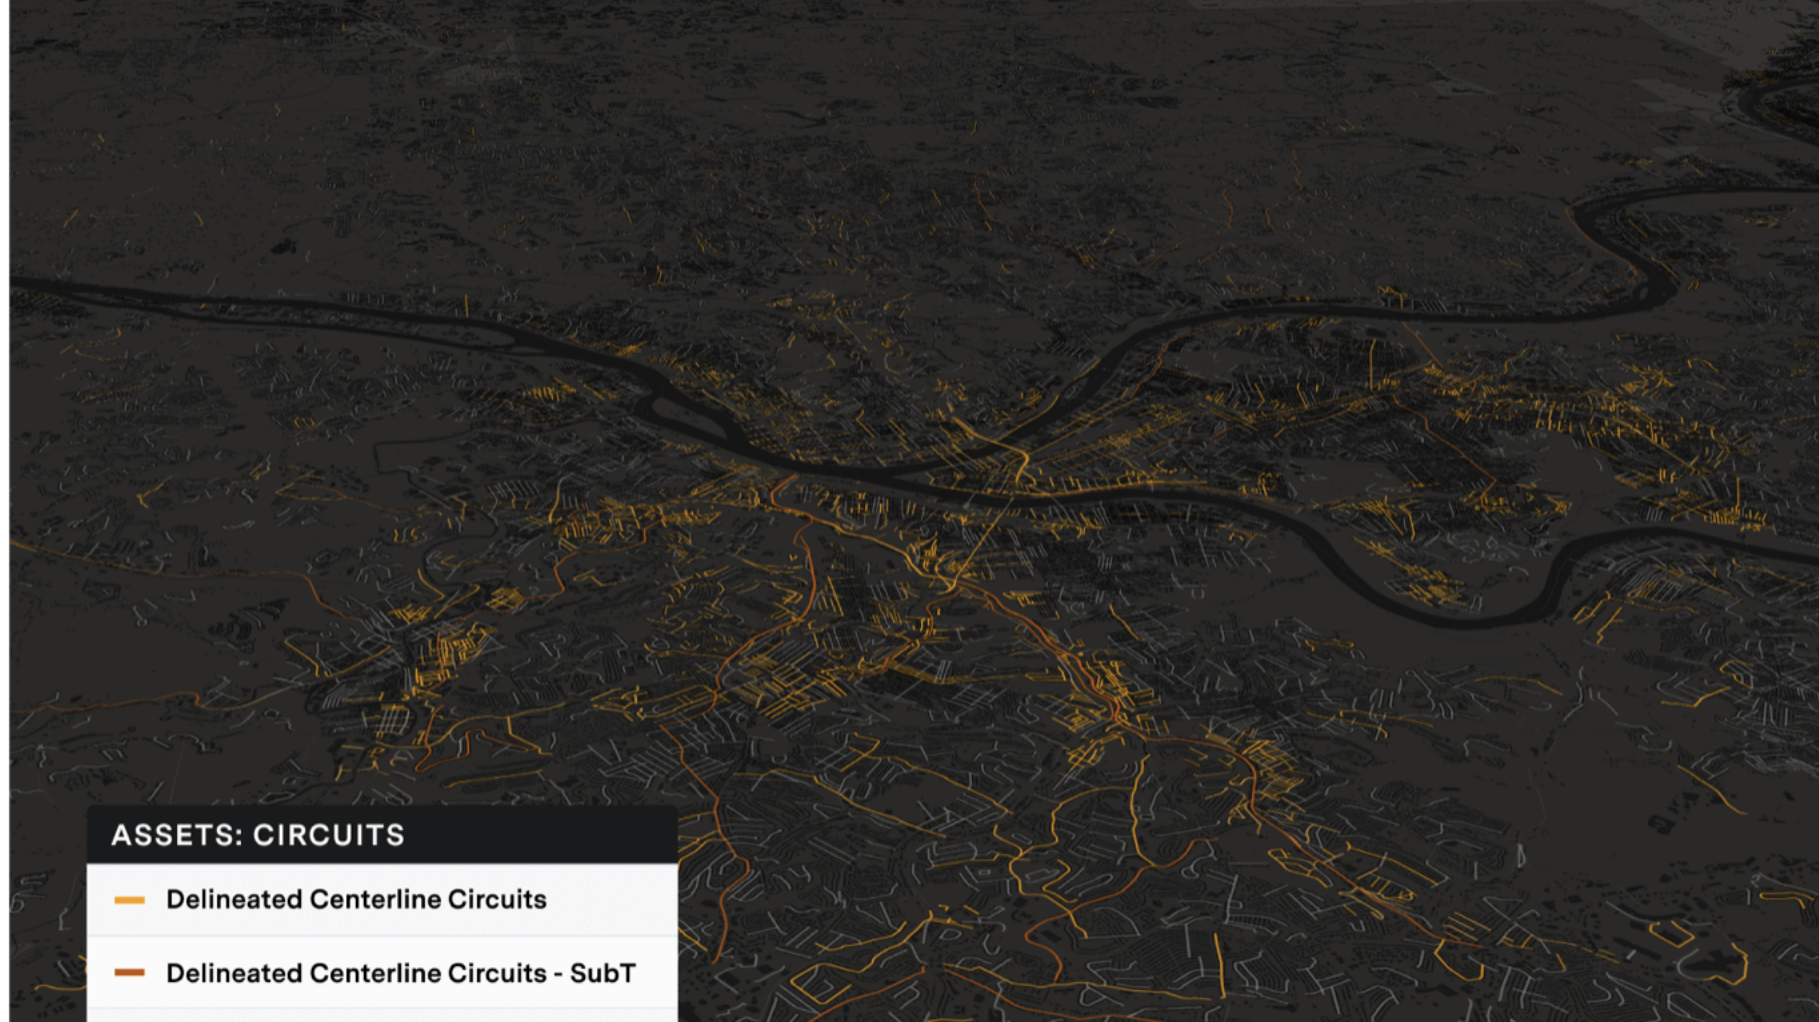 ASSETS: CIRCUITS
Delineated Centerline Circuits
Delineated Centerline Circuits - SubT